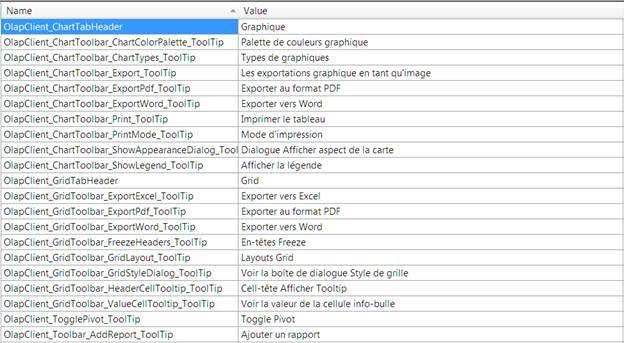 Name Value
OlapClient_ChartTabHeader Graphique
OlapClient_ChartToolbar_ChartColorPalette_ToolTip Palette de couleurs graphique
OlapClient_ChartToolbar_ChartTypes_ToolTip Types de graphiques
OlapClient_ChartToolbar_Export_ToolTip Les exportations graphique en tant qu'image
OlapClient_ChartToolbar_ExportPdf_ToolTip Exporter au format PDF
OlapClient_ChartToolbar_ExportWord_ToolTip Exporter vers Word
OlapClient_ChartToolbar_Print_ToolTip Imprimer le tableau
OlapClient_ChartToolbar_PrintMode_ToolTip Mode d'impression
OlapClient_ChartToolbar_ShowAppearanceDialog_Tool Dialogue Afficher aspect de la carte
OlapClient_ChartToolbar_ShowLegend_ToolTip Afficher la légende
OlapClient_GridTabHeader Grid
OlapClient_GridToolbar_ExportExcel_ToolTip Exporter vers Excel
OlapClient_GridToolbar_ExportPdf_ToolTip Exporter au format PDF
OlapClient_GridToolbar_ExportWord_ToolTip Exporter vers Word
OlapClient_GridToolbar_FreezeHeaders_ToolTip En-têtes Freeze
OlapClient_GridToolbar_GridLayout_ToolTip Layouts Grid
OlapClient_GridToolbar_GridStyleDialog_ToolTip Voir la boîte de dialogue Style de grille
OlapClient_GridToolbar_HeaderCellTooltip_ToolTip Cell-tête Afficher Tooltip
OlapClient_GridToolbar_ValueCellTooltip_ToolTip Voir la valeur de la cellule info-bulle
OlapClient_TogglePivot_ToolTip Toggle Pivot
OlapClient_Toolbar_AddReport_ToolTip Ajouter un rapport